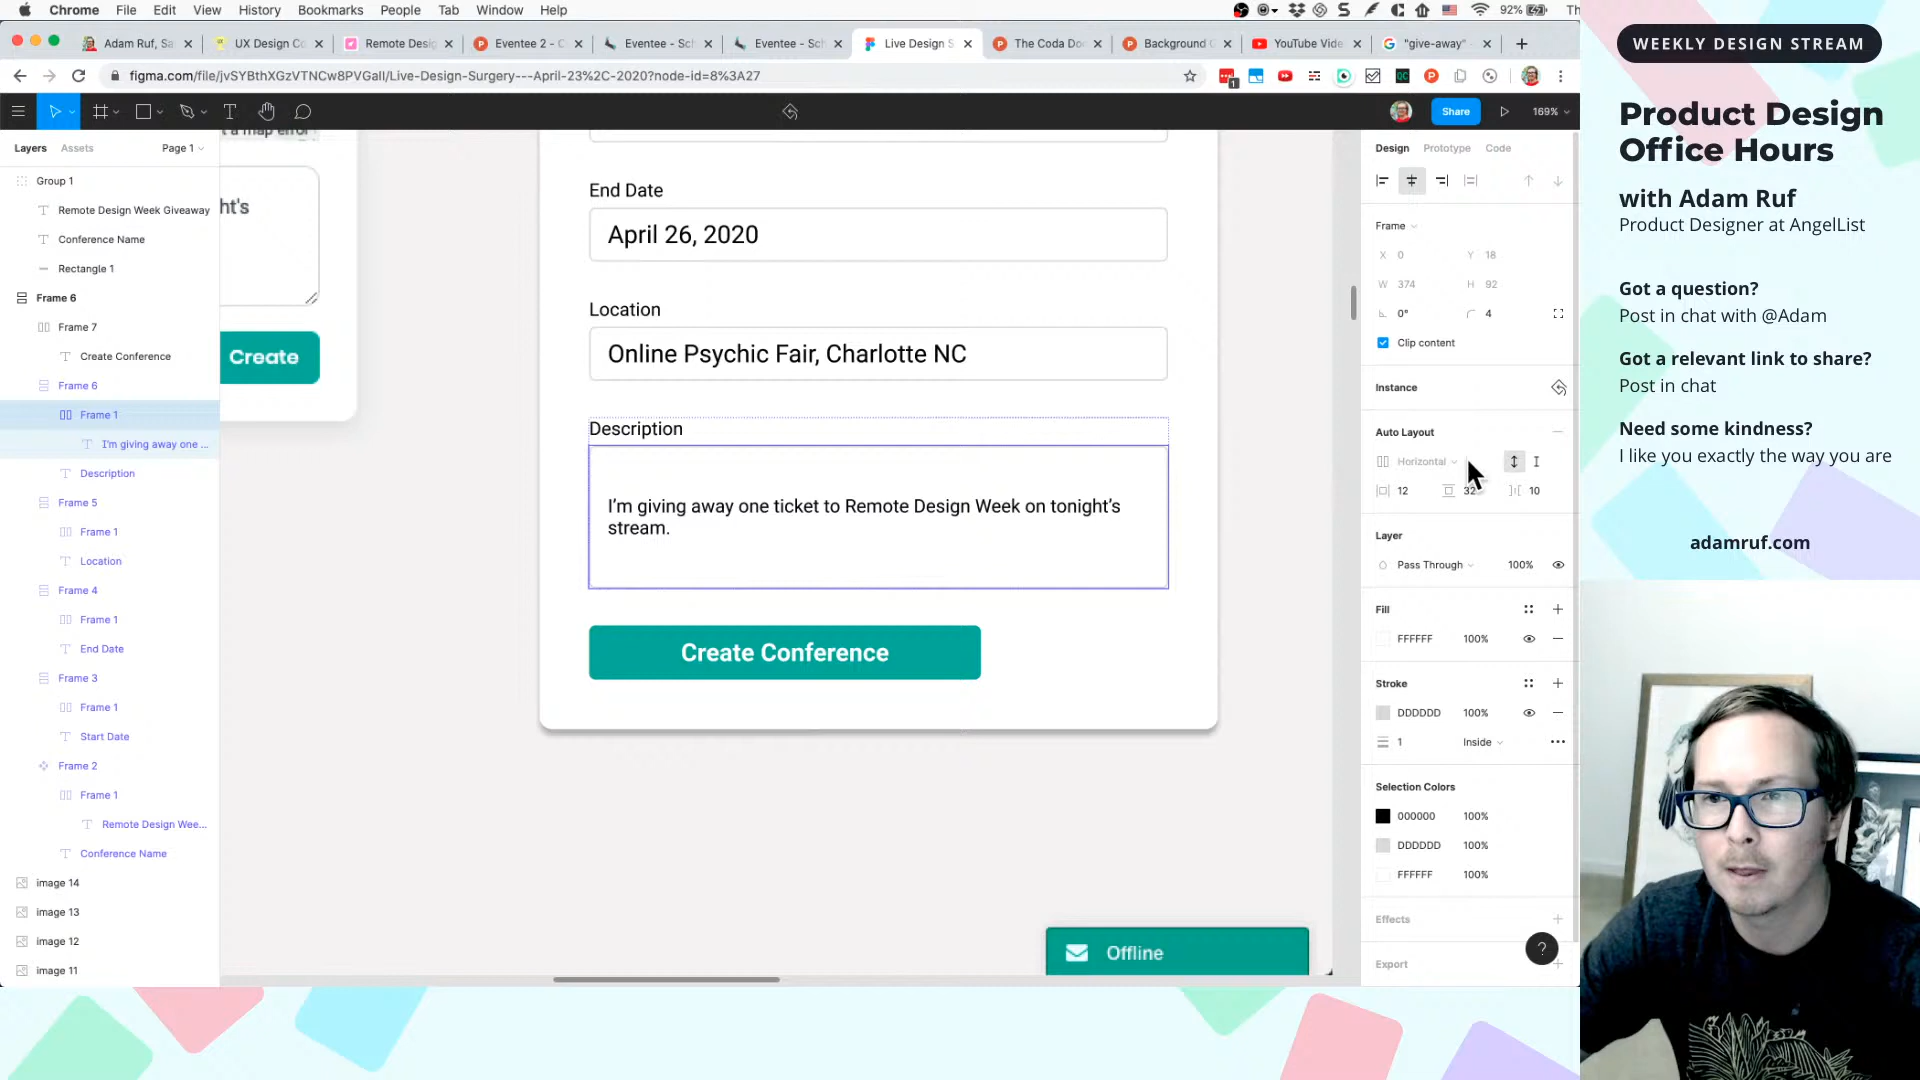 Chrome File Edit View History Bookmarks People Tab Window Help
92%
Th
Adam Ruf, Sa
UX Design Co
Remote Desig
Eventee 2 - C
Eventee - Sch
Eventee - Sch
Live Design S
The Coda Do
Background
YouTube Vide
"give-away"
figma.com/file/jvSYBthXGzVTNCw8PVGall/Live-Design-Surgery---April-23%2C-2020?node-id=8%3A27
Share
169%
Layers Assets Page 1
Group 1
Remote Design Week Giveaway
Conference Name
Rectangle 1
Frame 6
Frame 7
Create Conference
Frame 6
Frame 1
I'm giving away one ...
Description
Frame 5
Frame 1
Location
Frame 4
Frame 1
End Date
Frame 3
Frame 1
Start Date
Frame 2
Frame 1
Remote Design Wee...
Conference Name
image 14
image 13
image 12
image 11
t a map error
ht's
Create
End Date
April 26, 2020
Location
Online Psychic Fair, Charlotte NC
Description
I'm giving away one ticket to Remote Design Week on tonight's
stream.
Create Conference
Offline
Design Prototype Code
Frame
X 0 Y 18
W 374 H 92
0° 4
Clip content
Instance
Auto Layout
Horizontal
12 32 10
Layer
Pass Through 100%
Fill
FFFFFF 100%
Stroke
DDDDDD 100%
1 Inside
Selection Colors
000000 100%
DDDDDD 100%
FFFFFF 100%
Effects
Export
?
WEEKLY DESIGN STREAM
Product Design
Office Hours
with Adam Ruf
Product Designer at AngelList
Got a question?
Post in chat with @Adam
Got a relevant link to share?
Post in chat
Need some kindness?
I like you exactly the way you are
adamruf.com